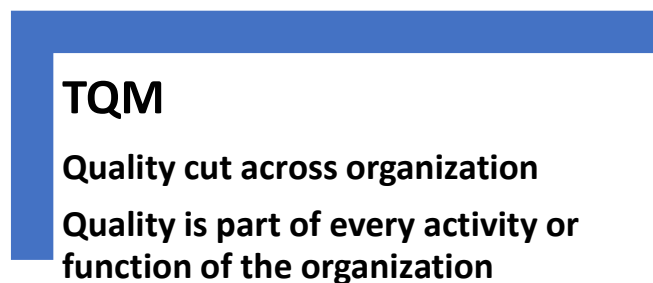 TQM
Quality cut across organization
Quality is part of every activity or
function of the organization